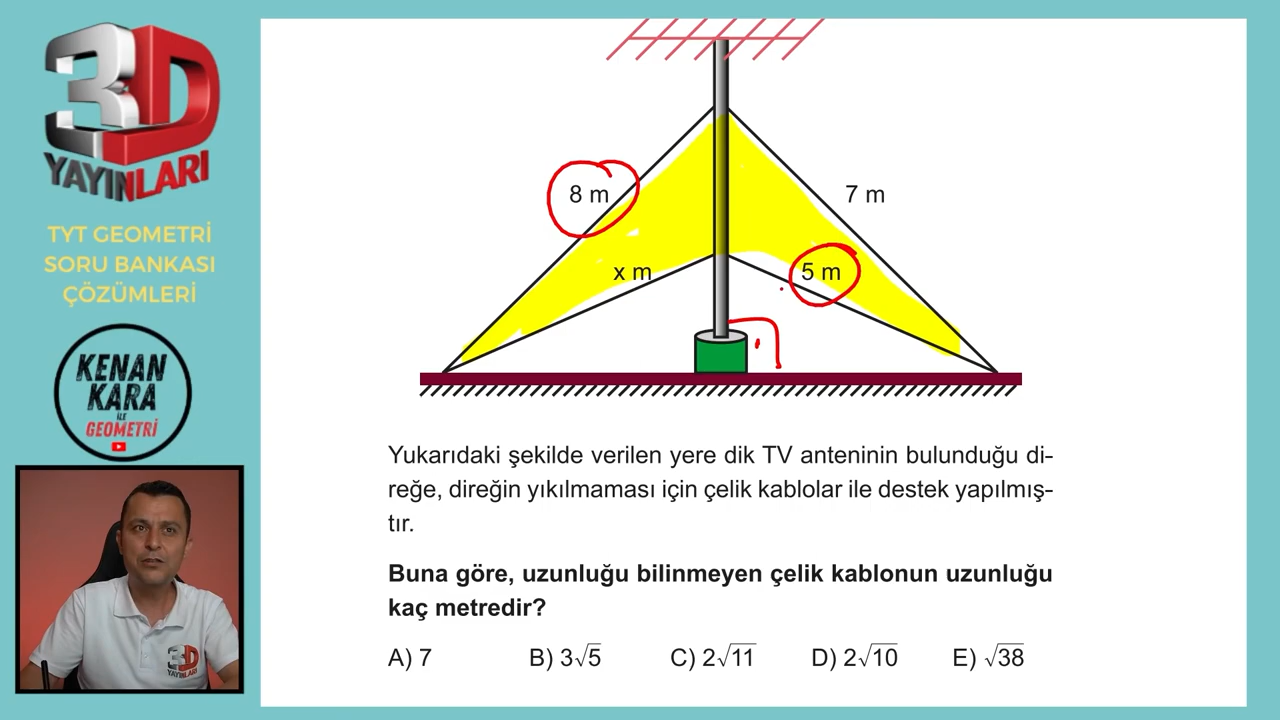 3D
YAYINLARI
TYT GEOMETRİ
SORU BANKASI
ÇÖZÜMLERİ
KENAN
KARA
İLE
GEOMETRİ
3D
YAYINLARI
8 m
7 m
x m
5 m
Yukarıdaki şekilde verilen yere dik TV anteninin bulunduğu di-
reğe, direğin yıkılmaması için çelik kablolar ile destek yapılmış-
tır.
Buna göre, uzunluğu bilinmeyen çelik kablonun uzunluğu
kaç metredir?
A) 7 B) 3√5 C) 2√11 D) 2√10 E) √38